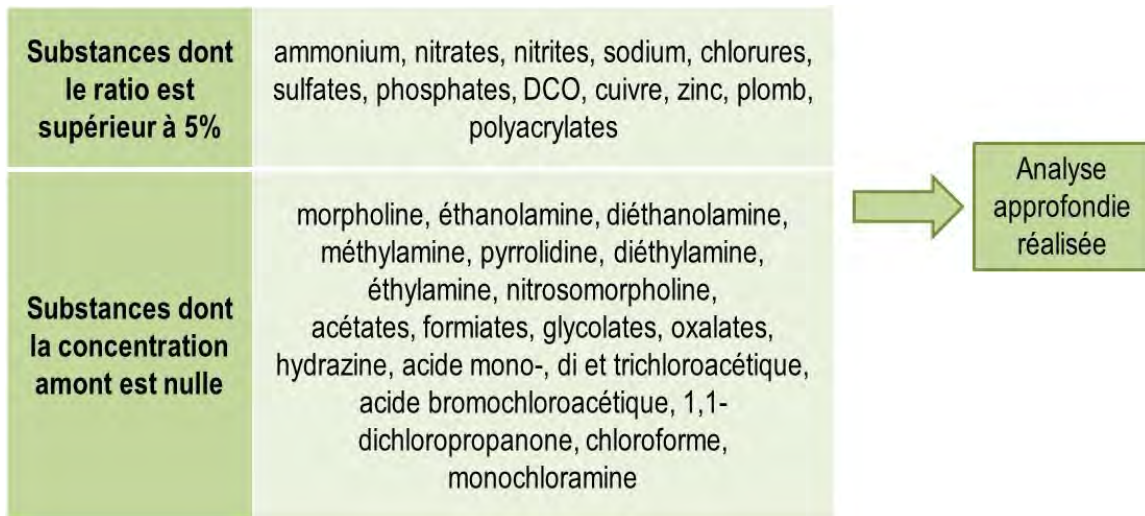 Substances dont
le ratio est
supérieur à 5%
ammonium, nitrates, nitrites, sodium, chlorures,
sulfates, phosphates, DCO, cuivre, zinc, plomb,
polyacrylates
Substances dont
la concentration
amont est nulle
morpholine, éthanolamine, diéthanolamine,
méthylamine, pyrrolidine, diéthylamine,
éthylamine, nitrosomorpholine,
acétates, formiates, glycolates, oxalates,
hydrazine, acide mono-, di et trichloroacétique,
acide bromochloroacétique, 1,1-
dichloropropanone, chloroforme,
monochloramine
Analyse
approfondie
réalisée